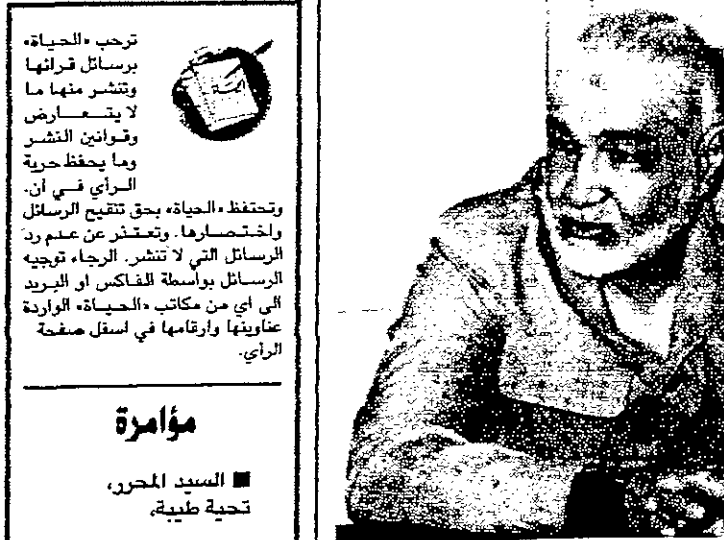 ترحب «الحياة»
برسائل قرائها
وتنشر منها ما
لا يتعارض
وقوانين النشر
وما يحفظ حرية
الرأي في آن.
وتحتفظ «الحياة» بحق تنقيح الرسائل
واختصارها. وتعتذر عن عدم رد
الرسائل التي لا تنشر. الرجاء توجيه
الرسائل بواسطة الفاكس او البريد
الى اي من مكاتب «الحياة» الواردة
عناوينها وارقامها في اسفل صفحة
الرأي.
مؤامرة
■ السيد المحرر،
تحية طيبة،